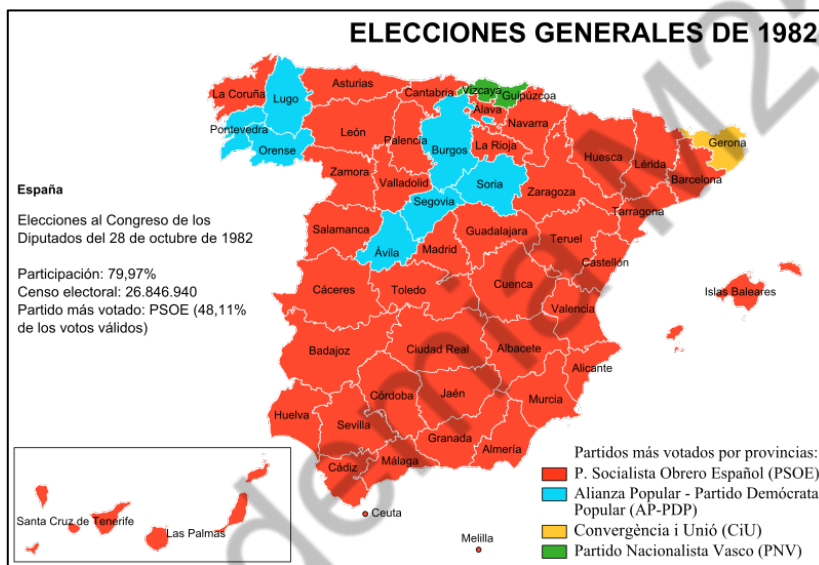 ELECCIONES GENERALES DE 1982
Asturias
La Coruña
Lugo
Cantabria
Vizcaya
Guipúzcoa
Álava
Navarra
Pontevedra
Orense
León
Palencia
Burgos
La Rioja
Huesca
Lérida
Gerona
Barcelona
Zamora
Valladolid
Soria
Zaragoza
Segovia
Tarragona
España
Elecciones al Congreso de los
Diputados del 28 de octubre de 1982
Participación: 79,97%
Censo electoral: 26.846.940
Partido más votado: PSOE (48,11%
de los votos válidos)
Salamanca
Ávila
Madrid
Guadalajara
Teruel
Castellón
Cáceres
Toledo
Cuenca
Valencia
Islas Baleares
Badajoz
Ciudad Real
Albacete
Alicante
Córdoba
Jaén
Murcia
Huelva
Sevilla
Granada
Almería
Cádiz
Málaga
Ceuta
Melilla
Santa Cruz de Tenerife
Las Palmas
Partidos más votados por provincias:
P. Socialista Obrero Español (PSOE)
Alianza Popular - Partido Demócrata
Popular (AP-PDP)
Convergència i Unió (CiU)
Partido Nacionalista Vasco (PNV)